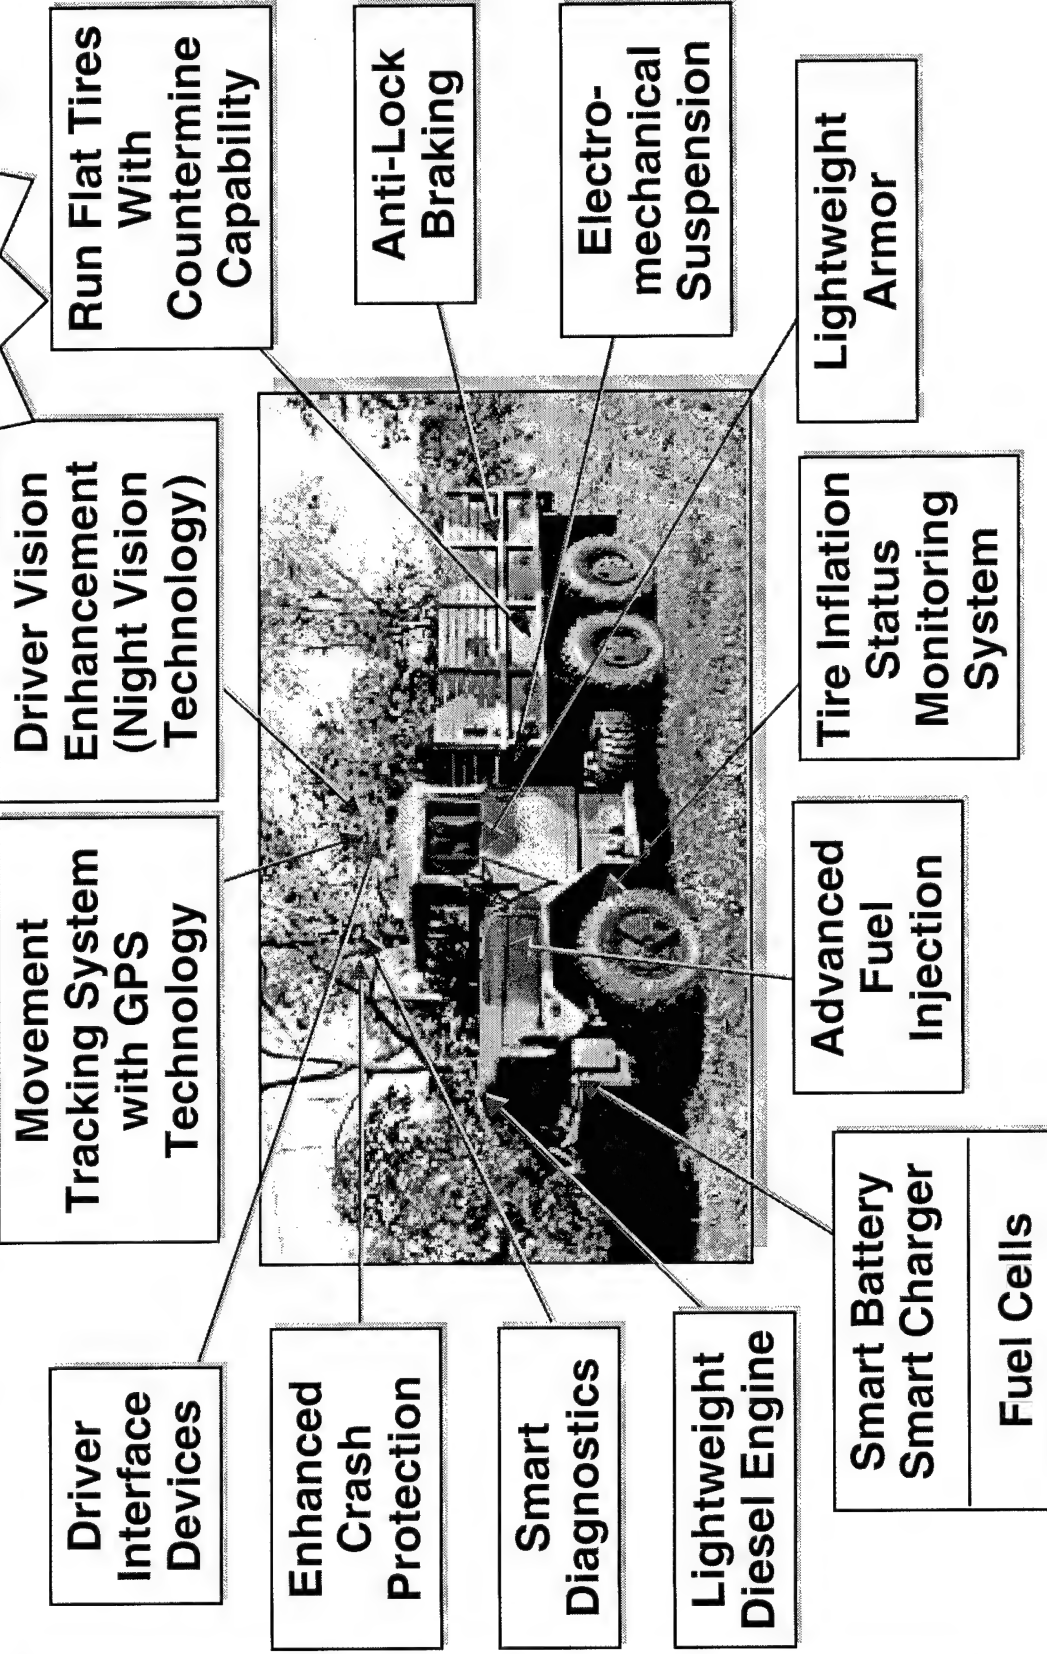 Driver
Interface
Devices
Movement
Tracking System
with GPS
Technology
Driver Vision
Enhancement
(Night Vision
Technology)
Run Flat Tires
With
Countermine
Capability
Enhanced
Crash
Protection
Anti-Lock
Braking
Smart
Diagnostics
Electro-
mechanical
Suspension
Lightweight
Diesel Engine
Lightweight
Armor
Smart Battery
Smart Charger
Fuel Cells
Advanced
Fuel
Injection
Tire Inflation
Status
Monitoring
System